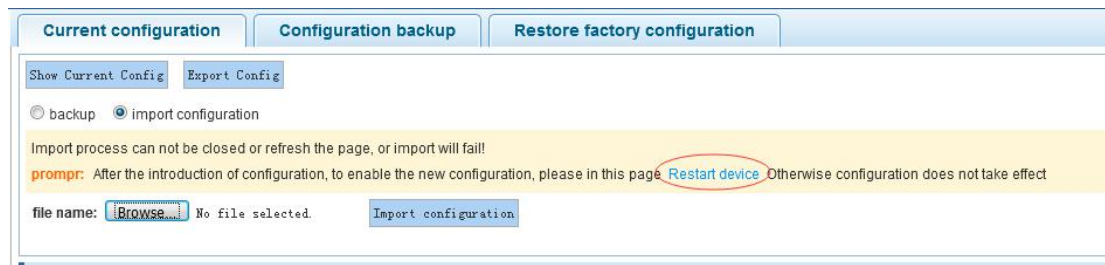 Current configuration Configuration backup Restore factory configuration
Show Current Config Export Config
backup import configuration
Import process can not be closed or refresh the page, or import will fail!
prompr: After the introduction of configuration, to enable the new configuration, please in this page Restart device Otherwise configuration does not take effect
file name: Browse... No file selected. Import configuration